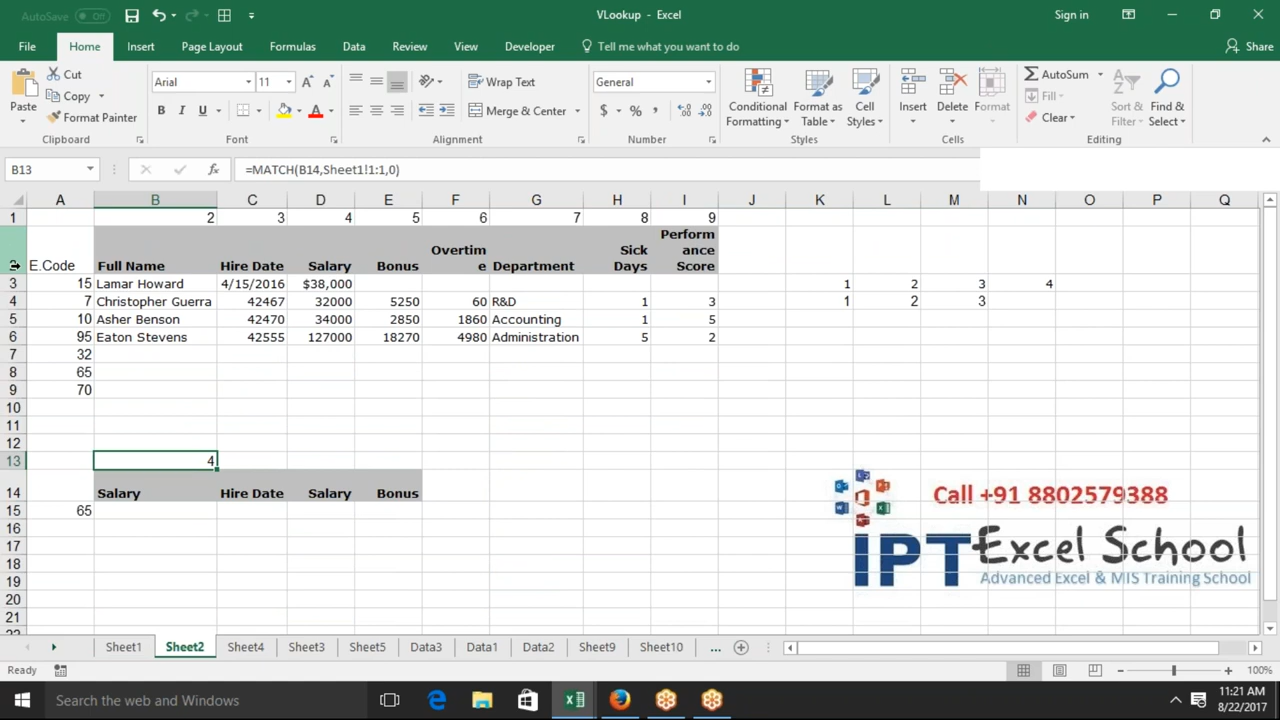 AutoSave Off VLookup - Excel Sign in
File Home Insert Page Layout Formulas Data Review View Developer Tell me what you want to do Share
Paste Cut Copy Format Painter Clipboard
Arial 11 A A B I U A Font
Wrap Text Merge & Center Alignment
General $ % , Number
Conditional Formatting Format as Table Cell Styles Styles
Insert Delete Format Cells
AutoSum Fill Clear Sort & Filter Find & Select Editing
B13 fx =MATCH(B14,Sheet1!1:1,0)
A B C D E F G H I J K L M N O P Q
1 2 3 4 5 6 7 8 9
E.Code Full Name Hire Date Salary Bonus Overtime Department Sick Days Performance Score
3 15 Lamar Howard 4/15/2016 $38,000 1 2 3 4
4 7 Christopher Guerra 42467 32000 5250 60 R&D 1 3 1 2 3
5 10 Asher Benson 42470 34000 2850 1860 Accounting 1 5
6 95 Eaton Stevens 42555 127000 18270 4980 Administration 5 2
7 32
8 65
9 70
10
11
12
13 4
14 Salary Hire Date Salary Bonus
15 65
16
17
18
19
20
21
Call +91 8802579388
IPT Excel School
Advanced Excel & MIS Training School
Sheet1 Sheet2 Sheet4 Sheet3 Sheet5 Data3 Data1 Data2 Sheet9 Sheet10 ...
Ready 100%
Search the web and Windows 11:21 AM
8/22/2017